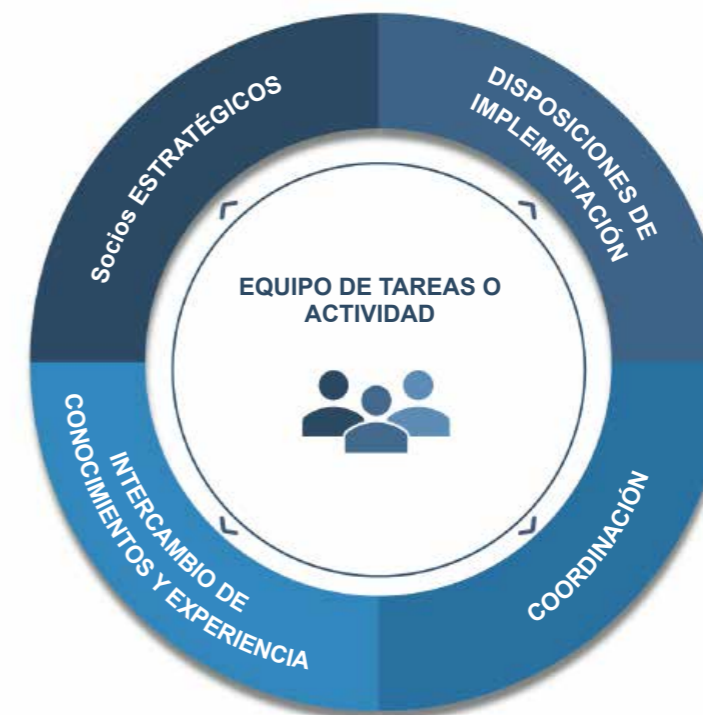 Socios ESTRATÉGICOS
DISPOSICIONES DE
IMPLEMENTACIÓN
EQUIPO DE TAREAS O
ACTIVIDAD
INTERCAMBIO DE
CONOCIMIENTOS Y EXPERIENCIA
COORDINACIÓN